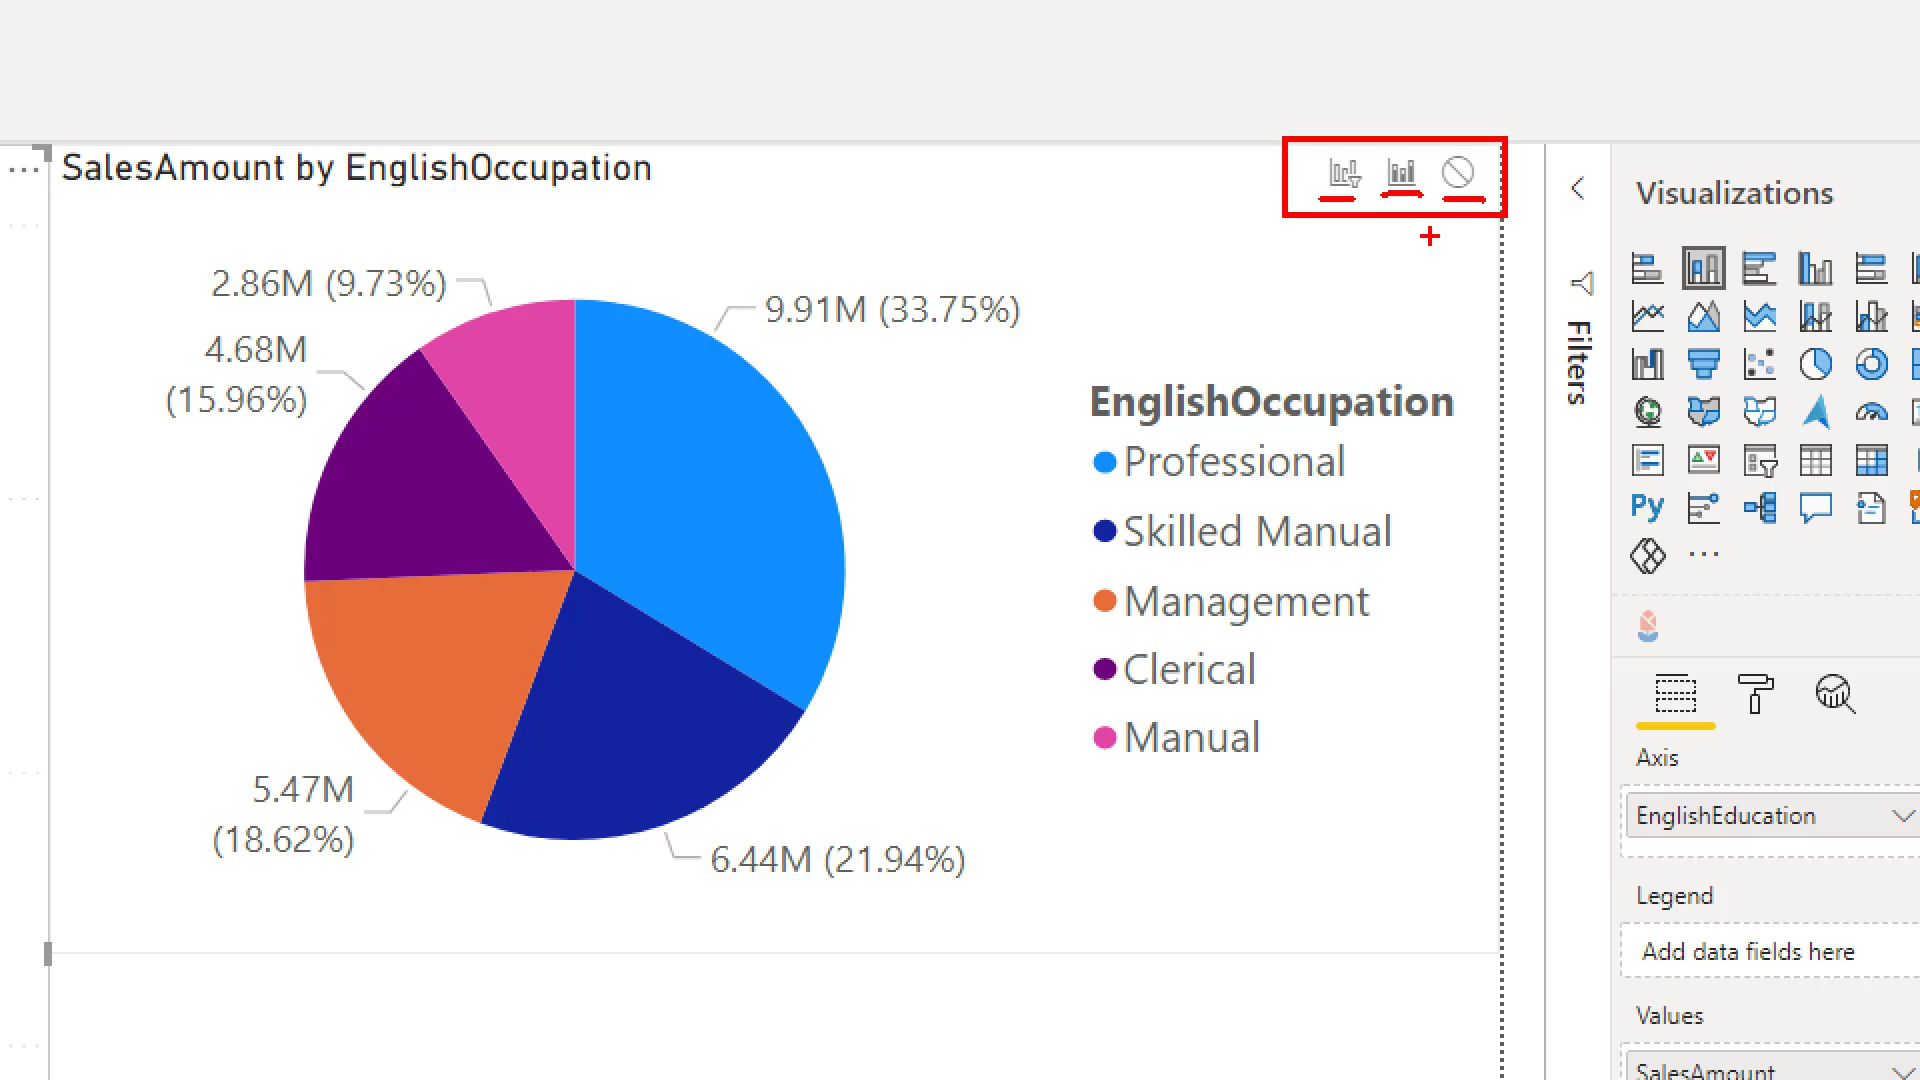 SalesAmount by EnglishOccupation
2.86M (9.73%)
9.91M (33.75%)
4.68M
(15.96%)
5.47M
(18.62%)
6.44M (21.94%)
EnglishOccupation
Professional
Skilled Manual
Management
Clerical
Manual
Filters
Visualizations
Py
Axis
EnglishEducation
Legend
Add data fields here
Values
SalesAmount